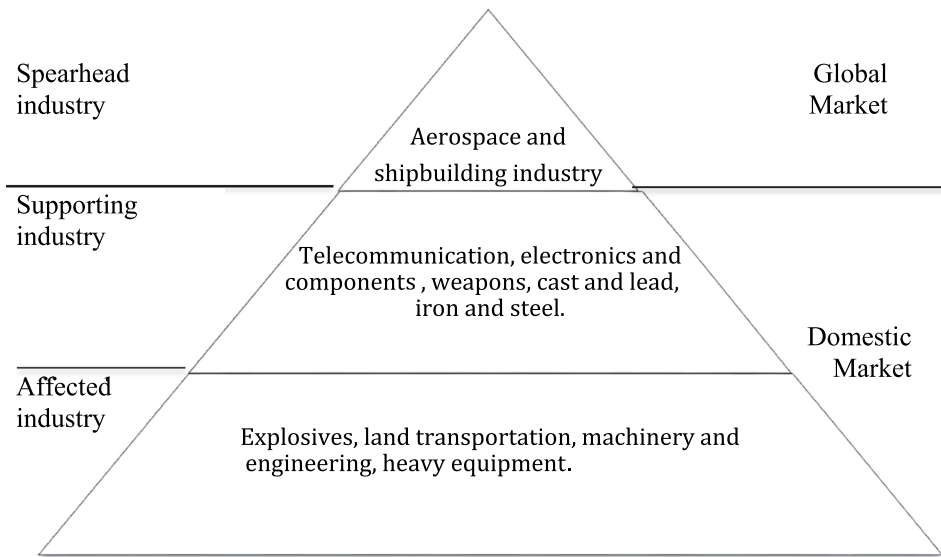 Spearhead
industry
Global
Market
Aerospace and
shipbuilding industry
Supporting
industry
Telecommunication, electronics and
components , weapons, cast and lead,
iron and steel.
Domestic
Market
Affected
industry
Explosives, land transportation, machinery and
engineering, heavy equipment.